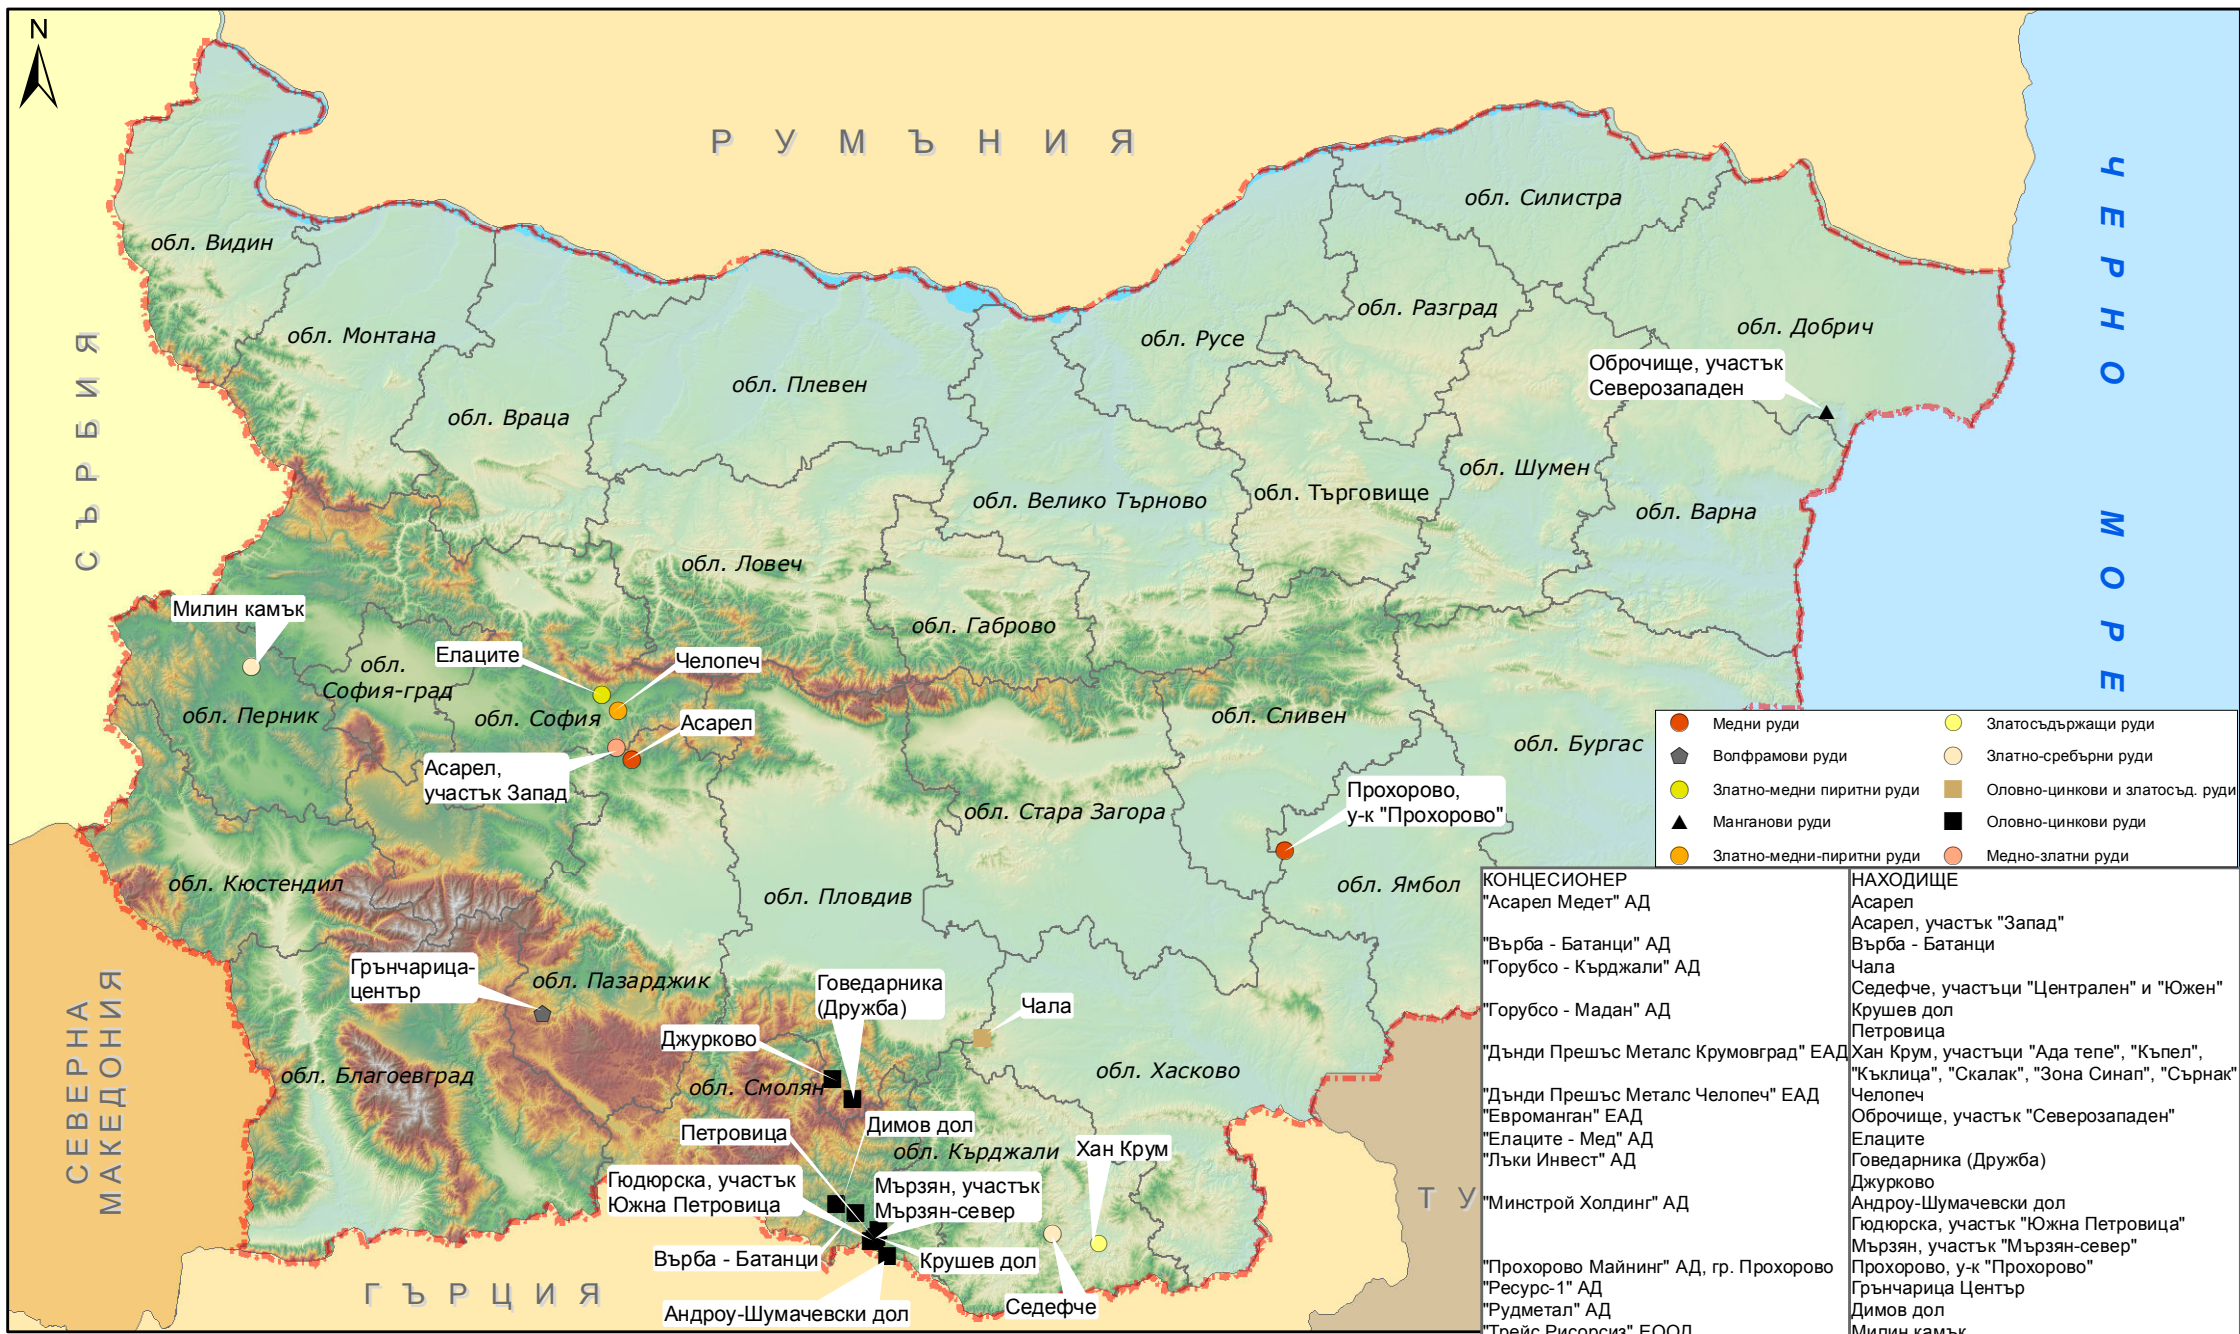 N
РУМЪНИЯ
СЪРБИЯ
ЧЕРНО МОРЕ
обл. Видин
обл. Силистра
обл. Монтана
обл. Разград
обл. Добрич
обл. Русе
Оброчище, участък
Северозападен
обл. Плевен
обл. Враца
обл. Шумен
обл. Велико Търново
обл. Търговище
обл. Варна
обл. Ловеч
Милин камък
обл. Габрово
Елаците
Челопеч
обл.
София-град
обл. Перник
обл. София
Асарел
обл. Сливен
обл. Бургас
Асарел,
участък Запад
Прохорово,
у-к "Прохорово"
обл. Стара Загора
обл. Кюстендил
обл. Пловдив
обл. Ямбол
Грънчарица-
център
обл. Пазарджик
Говедарника
(Дружба)
Чала
Джурково
СЕВЕРНА
МАКЕДОНИЯ
обл. Благоевград
обл. Смолян
обл. Хасково
Петровица
Димов дол
обл. Кърджали
Хан Крум
Гюдюрска, участък
Южна Петровица
Мързян, участък
Мързян-север
ТУ
Върба - Батанци
Крушев дол
ГЪРЦИЯ
Андроу-Шумачевски дол
Седефче
Медни руди
Златосъдържащи руди
Волфрамови руди
Златно-сребърни руди
Златно-медни пиритни руди
Оловно-цинкови и златосъд. руди
Манганови руди
Оловно-цинкови руди
Златно-медни-пиритни руди
Медно-златни руди
КОНЦЕСИОНЕР НАХОДИЩЕ
"Асарел Медет" АД Асарел
Асарел, участък "Запад"
"Върба - Батанци" АД Върба - Батанци
"Горубсо - Кърджали" АД Чала
Седефче, участъци "Централен" и "Южен"
"Горубсо - Мадан" АД Крушев дол
Петровица
"Дънди Прешъс Металс Крумовград" ЕАД Хан Крум, участъци "Ада тепе", "Къпел",
"Къклица", "Скалак", "Зона Синап", "Сърнак"
"Дънди Прешъс Металс Челопеч" ЕАД Челопеч
"Евроманган" ЕАД Оброчище, участък "Северозападен"
"Елаците - Мед" АД Елаците
"Лъки Инвест" АД Говедарника (Дружба)
Джурково
"Минстрой Холдинг" АД Андроу-Шумачевски дол
Гюдюрска, участък "Южна Петровица"
Мързян, участък "Мързян-север"
"Прохорово Майнинг" АД, гр. Прохорово Прохорово, у-к "Прохорово"
"Ресурс-1" АД Грънчарица Център
"Рудметал" АД Димов дол
"Трейс Рисорсиз" ЕООД Милин камък